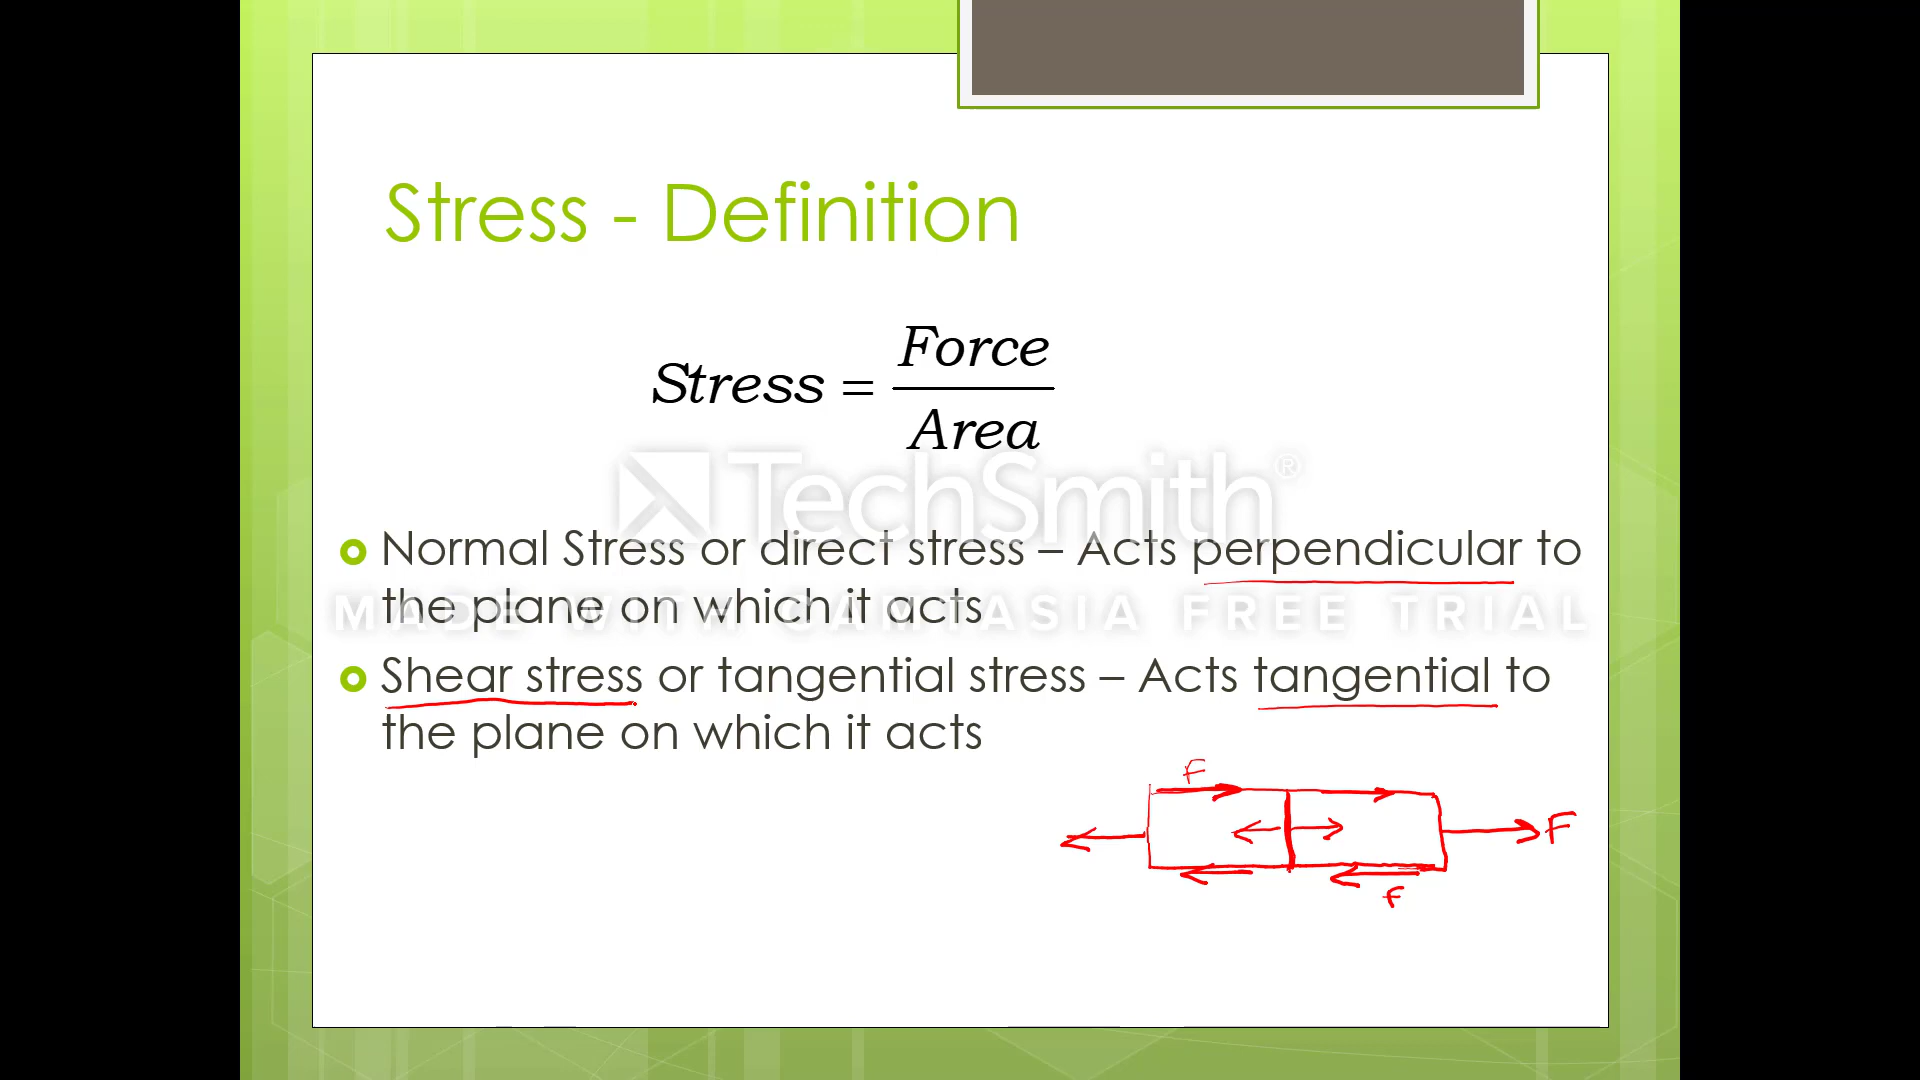 Stress - Definition
Stress = Force / Area
TechSmith®
Normal Stress or direct stress – Acts perpendicular to
the plane on which it acts
MADE WITH CAMTASIA FREE TRIAL
Shear stress or tangential stress – Acts tangential to
the plane on which it acts
F
F
F